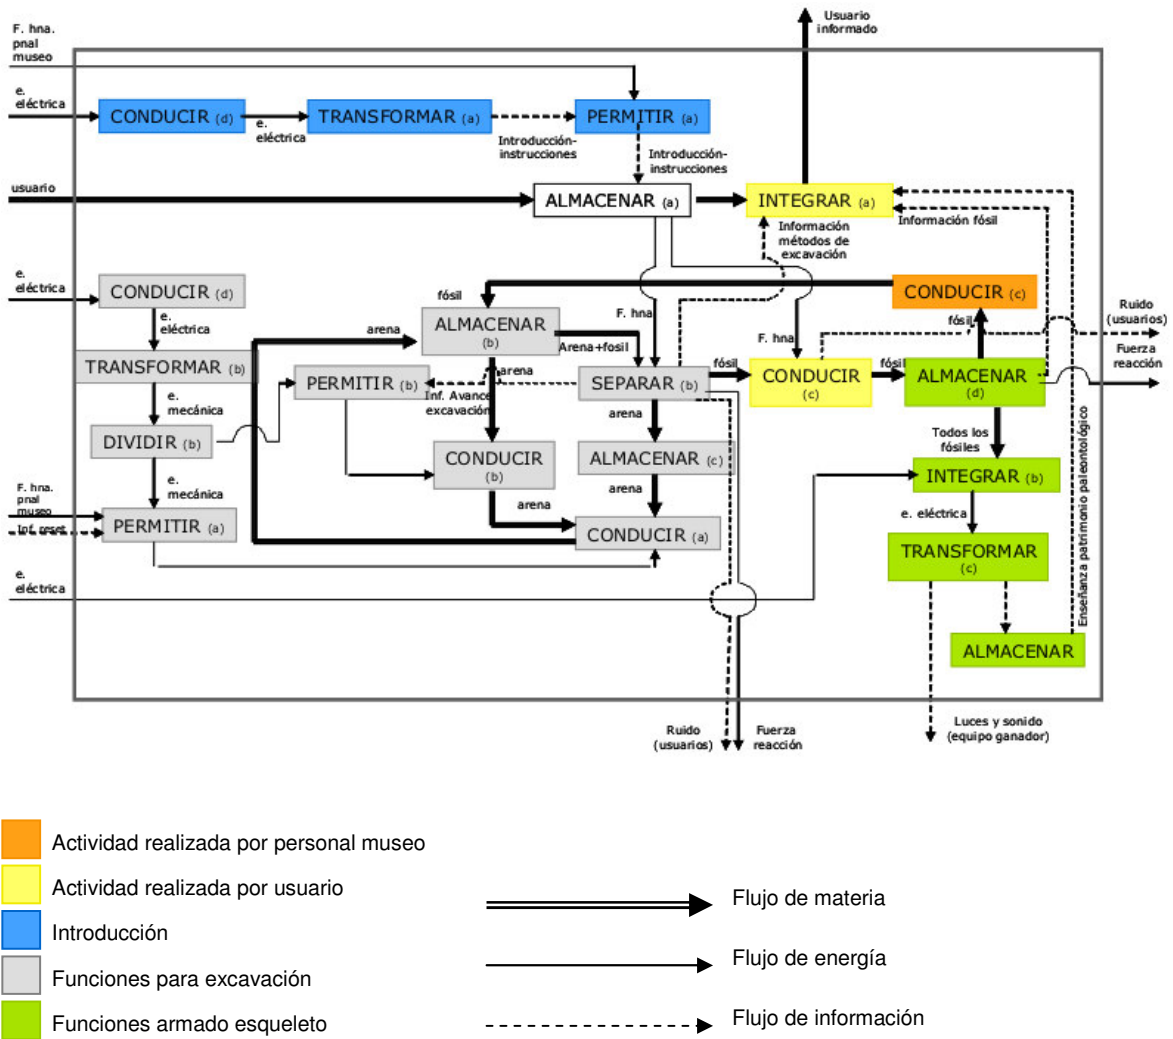 Usuario
informado
F. hna.
pnal
museo
e.
eléctrica
CONDUCIR (d)
e.
eléctrica
TRANSFORMAR (a)
Introducción-
instrucciones
PERMITIR (a)
Introducción-
instrucciones
usuario
ALMACENAR (a)
INTEGRAR (a)
Información
métodos de
excavación
Información fósil
e.
eléctrica
CONDUCIR (d)
e.
eléctrica
TRANSFORMAR (b)
e.
mecánica
DIVIDIR (b)
e.
mecánica
F. hna.
pnal
museo
Inf. reset
PERMITIR (a)
e.
eléctrica
arena
fósil
ALMACENAR
(b)
Arena+fosil
F. hna
PERMITIR (b)
Inf. Avance
excavación
arena
SEPARAR (b)
arena
CONDUCIR
(b)
ALMACENAR (c)
arena
arena
CONDUCIR (a)
fósil
F. hna
CONDUCIR
(c)
fósil
CONDUCIR (c)
fósil
ALMACENAR
(d)
Ruido
(usuarios)
Fuerza
reacción
Todos los
fósiles
INTEGRAR (b)
e. eléctrica
TRANSFORMAR
(c)
ALMACENAR
Enseñanza patrimonio paleontológico
Ruido
(usuarios)
Fuerza
reacción
Luces y sonido
(equipo ganador)
Actividad realizada por personal museo
Actividad realizada por usuario
Introducción
Funciones para excavación
Funciones armado esqueleto
Flujo de materia
Flujo de energía
Flujo de información